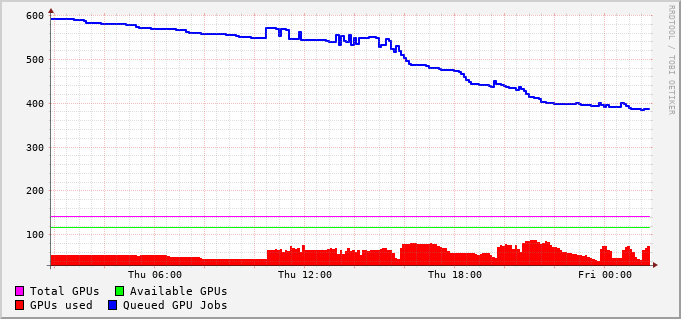 600
500
400
300
200
100
Thu 06:00 Thu 12:00 Thu 18:00 Fri 00:00
Total GPUs Available GPUs
GPUs used Queued GPU Jobs
RRDTOOL / TOBI OETIKER